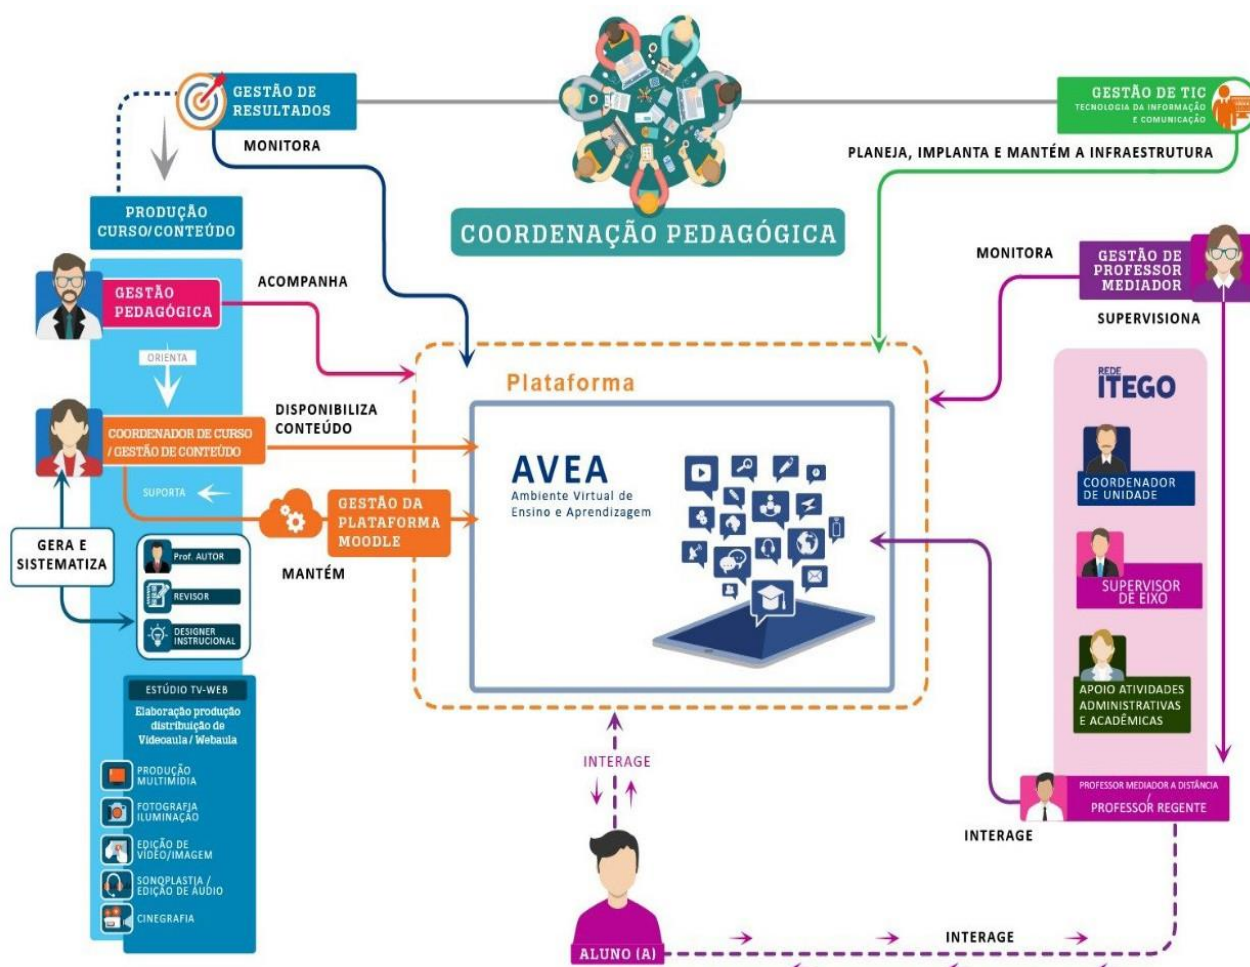 GESTÃO DE
RESULTADOS
GESTÃO DE TIC
TECNOLOGIA DA INFORMAÇÃO
E COMUNICAÇÃO
MONITORA
PLANEJA, IMPLANTA E MANTÉM A INFRAESTRUTURA
PRODUÇÃO
CURSO/CONTEÚDO
COORDENAÇÃO PEDAGÓGICA
MONITORA
GESTÃO DE
PROFESSOR
MEDIADOR
ACOMPANHA
GESTÃO
PEDAGÓGICA
SUPERVISIONA
ORIENTA
Plataforma
REDE
ITEGO
DISPONIBILIZA
CONTEÚDO
COORDENADOR DE CURSO
/ GESTÃO DE CONTEÚDO
AVEA
Ambiente Virtual de
Ensino e Aprendizagem
COORDENADOR
DE UNIDADE
SUPORTA
GESTÃO DA
PLATAFORMA
MOODLE
GERA E
SISTEMATIZA
MANTÉM
Prof. AUTOR
REVISOR
DESIGNER
INSTRUCIONAL
SUPERVISOR
DE EIXO
ESTÚDIO TV-WEB
Elaboração produção
distribuição de
Vídeoaula / Webaula
APOIO ATIVIDADES
ADMINISTRATIVAS
E ACADÊMICAS
PRODUÇÃO
MULTIMÍDIA
INTERAGE
PROFESSOR MEDIADOR A DISTÂNCIA
/
PROFESSOR REGENTE
FOTOGRAFIA
ILUMINAÇÃO
INTERAGE
EDIÇÃO DE
VÍDEO/IMAGEM
SONOPLASTIA /
EDIÇÃO DE ÁUDIO
CINEGRAFIA
INTERAGE
ALUNO (A)